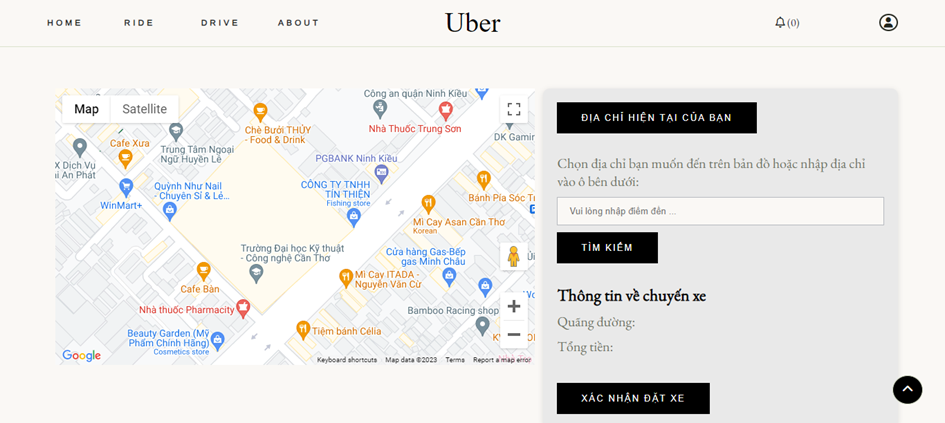 HOME
RIDE
DRIVE
ABOUT
Uber
(0)
Map
Satellite
Công an quận Ninh Kiều
Nhà Thuốc Trung Sơn
DK Gamin
Chè Bưởi THÚY
- Food & Drink
Cafe Xưa
Trung Tâm Ngoại
Ngữ Huyền Lê
X Dịch Vụ
i An Phát
PGBANK Ninh Kiều
Quỳnh Như Nail
- Chuyên Sỉ & Lẻ...
WinMart+
CÔNG TY TNHH
TÍN THIÊN
Fishing store
Bánh Pía Sóc Tr
Mì Cay Asan Cần Thơ
Korean
Trường Đại học Kỹ thuật
- Công nghệ Cần Thơ
Cửa hàng Gas-Bếp
gas Minh Châu
Cafe Bàn
Mì Cay ITADA -
Nguyễn Văn Cừ
Nhà thuốc Pharmacity
Bamboo Racing shop
Tiệm bánh Célia
Beauty Garden (Mỹ
Phẩm Chính Hãng)
Cosmetics store
Google
Keyboard shortcuts
Map data ©2023
Terms
Report a map error
ĐỊA CHỈ HIỆN TẠI CỦA BẠN
Chọn địa chỉ bạn muốn đến trên bản đồ hoặc nhập địa chỉ
vào ô bên dưới:
Vui lòng nhập điểm đến ...
TÌM KIẾM
Thông tin về chuyến xe
Quãng đường:
Tổng tiền:
XÁC NHẬN ĐẶT XE